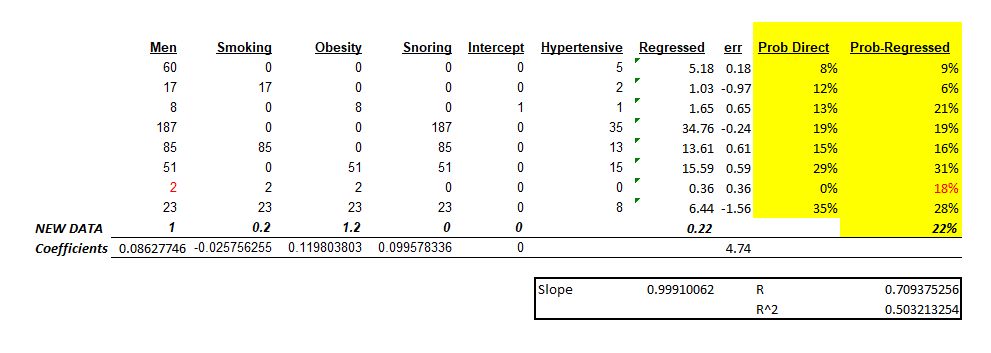 Men Smoking Obesity Snoring Intercept Hypertensive Regressed err Prob Direct Prob-Regressed
60 0 0 0 0 5 5.18 0.18 8% 9%
17 17 0 0 0 2 1.03 -0.97 12% 6%
8 0 8 0 1 1 1.65 0.65 13% 21%
187 0 0 187 0 35 34.76 -0.24 19% 19%
85 85 0 85 0 13 13.61 0.61 15% 16%
51 0 51 51 0 15 15.59 0.59 29% 31%
2 2 2 0 0 0 0.36 0.36 0% 18%
23 23 23 23 0 8 6.44 -1.56 35% 28%
NEW DATA 1 0.2 1.2 0 0 0.22 22%
Coefficients 0.08627746 -0.025756255 0.119803803 0.099578336 0 4.74
Slope 0.99910062 R 0.709375256
R^2 0.503213254